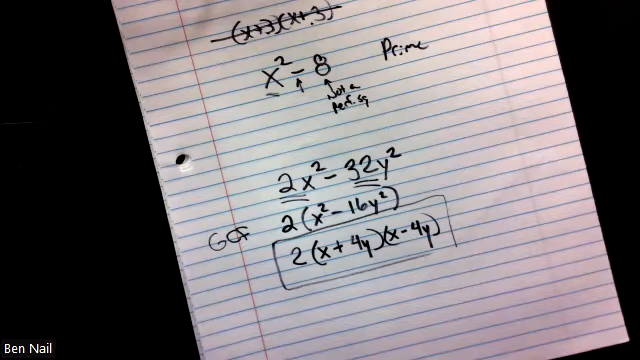 (x+3)(x+3)
x² - 8 Prime
↑ Not a
perf. sq
2x² - 32y²
2(x² - 16y²)
GCF
2(x + 4y)(x - 4y)
Ben Nail